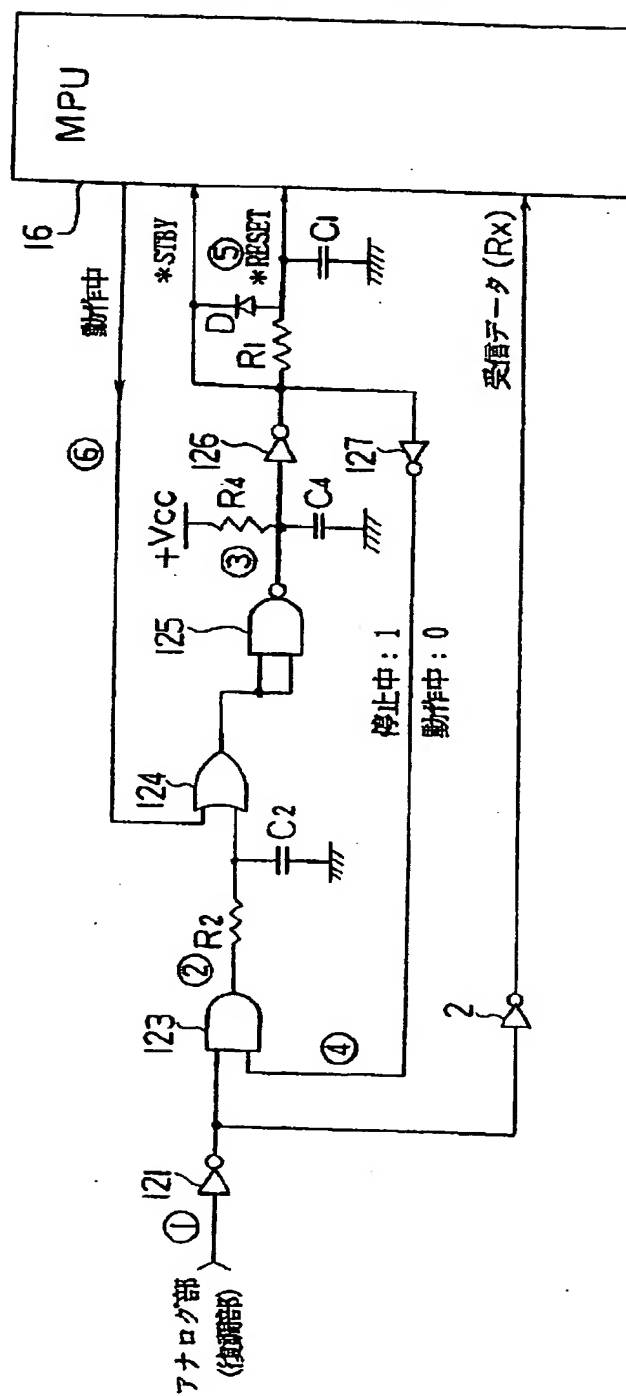 アナログ部
(復調部)
①
121
123
②
R2
C2
④
2
124
125
③
+Vcc
R4
C4
126
127
停止中:1
動作中:0
⑥
動作中
16
MPU
*STBY
⑤
*RESET
D
R1
C1
受信データ(Rx)